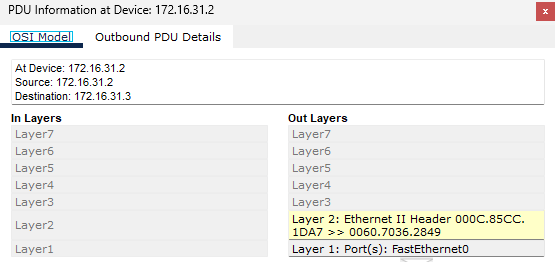 PDU Information at Device: 172.16.31.2
x
OSI Model
Outbound PDU Details
At Device: 172.16.31.2
Source: 172.16.31.2
Destination: 172.16.31.3
In Layers
Layer7
Layer6
Layer5
Layer4
Layer3
Layer2
Layer1
Out Layers
Layer7
Layer6
Layer5
Layer4
Layer3
Layer 2: Ethernet II Header 000C.85CC.
1DA7 >> 0060.7036.2849
Layer 1: Port(s): FastEthernet0